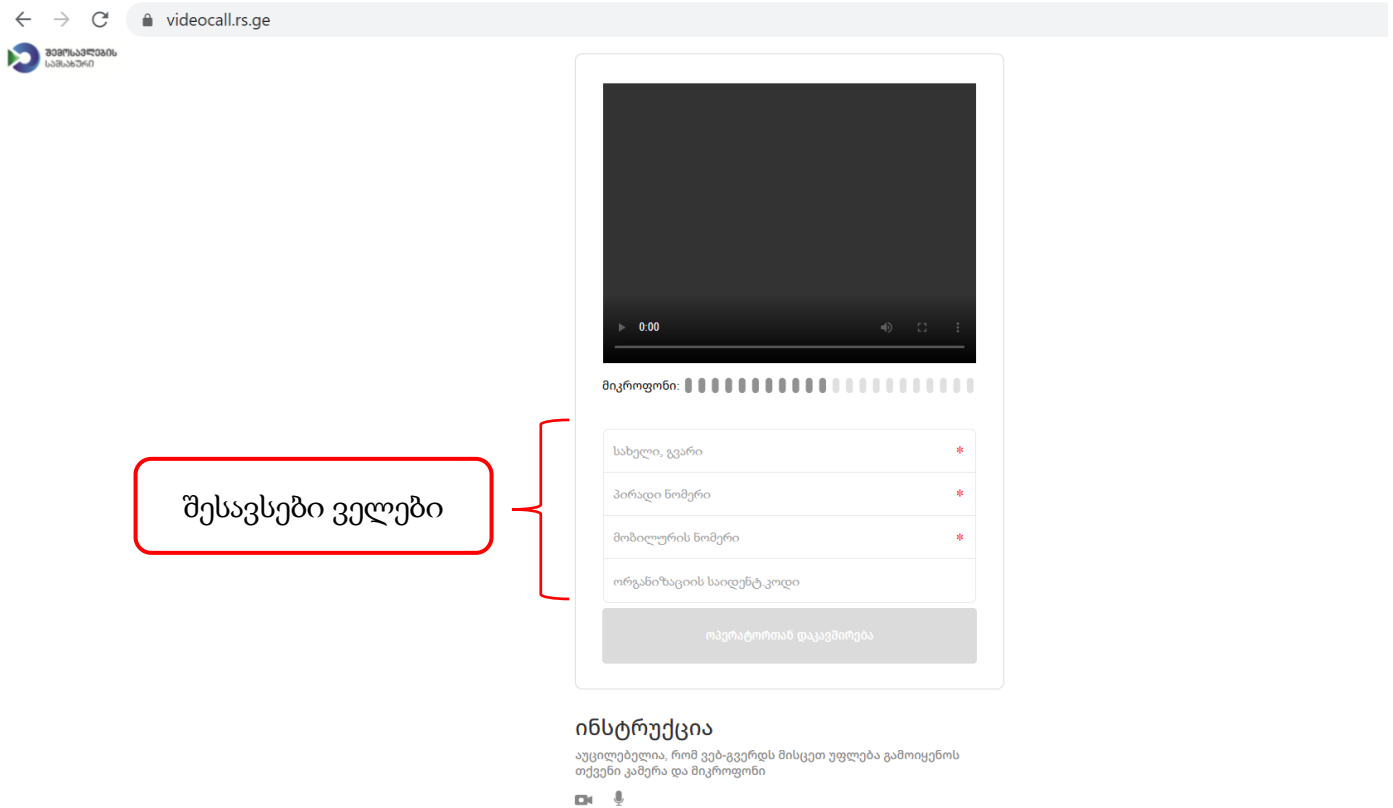 videocall.rs.ge
შემოსავლების
სამსახური
0:00
მიკროფონი:
სახელი, გვარი *
პირადი ნომერი *
შესავსები ველები
მობილურის ნომერი *
ორგანიზაციის საიდენტ.კოდი
ოპერატორთან დაკავშირება
ინსტრუქცია
აუცილებელია, რომ ვებ-გვერდს მისცეთ უფლება გამოიყენოს
თქვენი კამერა და მიკროფონი